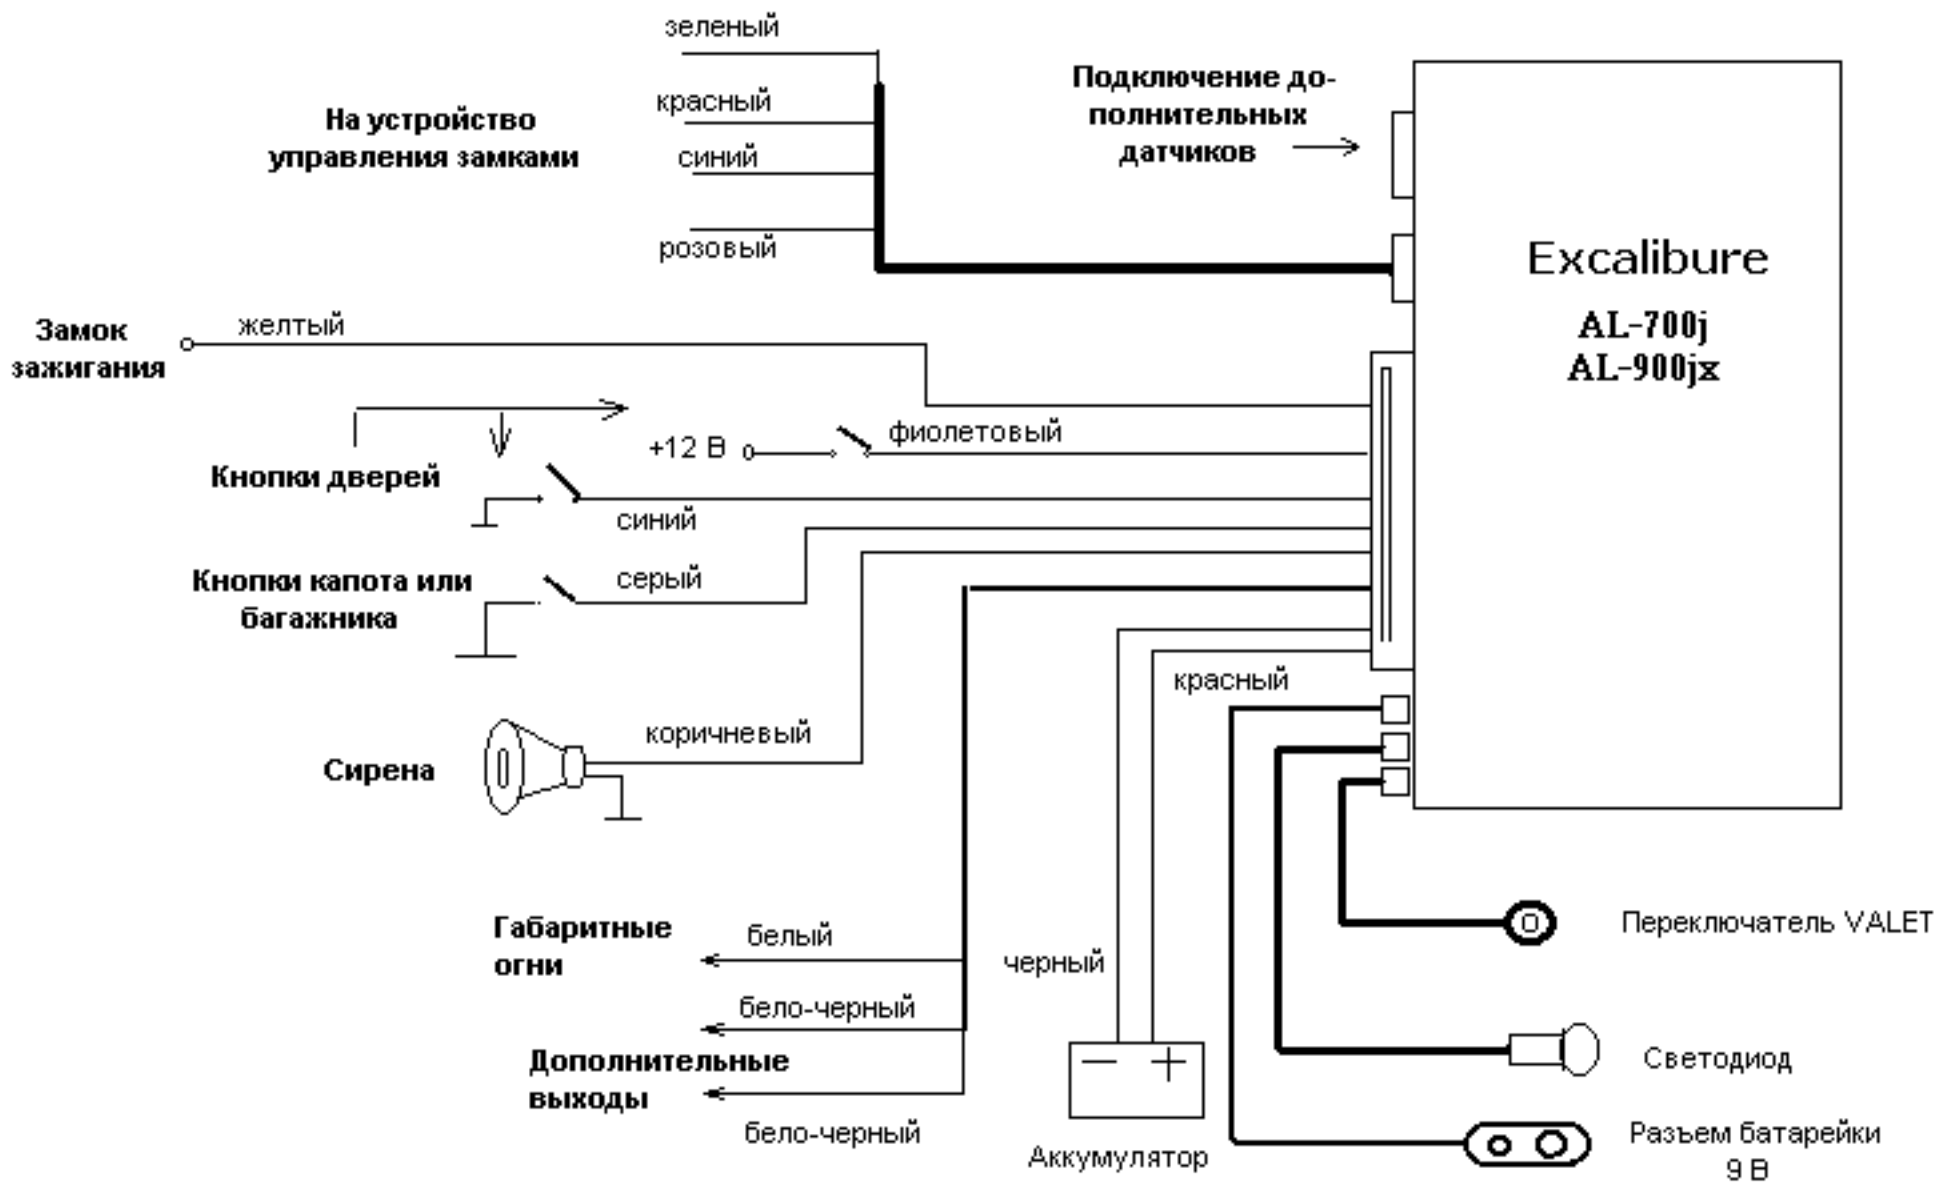 зеленый
На устройство
управления замками
красный
синий
розовый
Подключение до-
полнительных
датчиков
Excalibure
AL-700j
AL-900jx
Замок
зажигания
желтый
+12 В
фиолетовый
Кнопки дверей
синий
Кнопки капота или
багажника
серый
красный
Сирена
коричневый
Габаритные
огни
белый
бело-черный
Дополнительные
выходы
бело-черный
черный
Аккумулятор
Переключатель VALET
Светодиод
Разъем батарейки
9 В